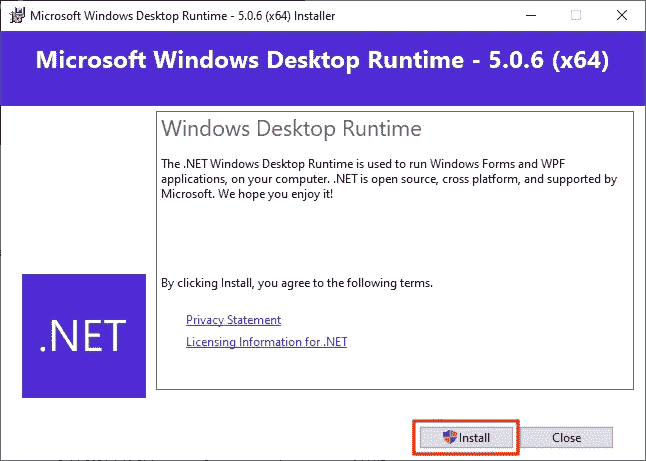 Microsoft Windows Desktop Runtime - 5.0.6 (x64) Installer
Microsoft Windows Desktop Runtime - 5.0.6 (x64)
Windows Desktop Runtime
The .NET Windows Desktop Runtime is used to run Windows Forms and WPF
applications, on your computer. .NET is open source, cross platform, and supported by
Microsoft. We hope you enjoy it!
By clicking Install, you agree to the following terms.
.NET
Privacy Statement
Licensing Information for .NET
Install
Close